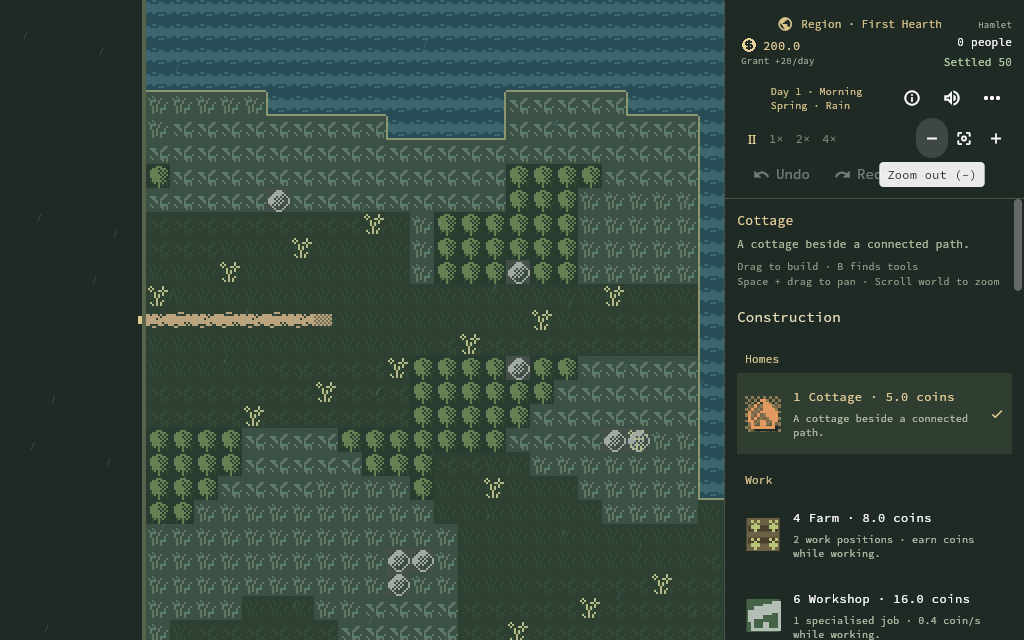 Region · First Hearth
Hamlet
200.0
0 people
Grant +20/day
Settled 50
Day 1 · Morning
Spring · Rain
1× 2× 4×
Undo
Zoom out (−)
Cottage
A cottage beside a connected path.
Drag to build · B finds tools
Space + drag to pan · Scroll world to zoom
Construction
Homes
1 Cottage · 5.0 coins
A cottage beside a connected
path.
Work
4 Farm · 8.0 coins
2 work positions · earn coins
while working.
6 Workshop · 16.0 coins
1 specialised job · 0.4 coin/s
while working.